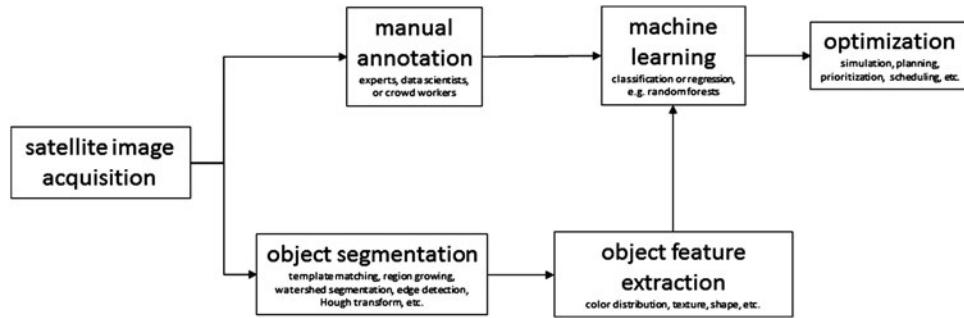 satellite image
acquisition
manual
annotation
experts, data scientists,
or crowd workers
machine
learning
classification or regression,
e.g. random forests
optimization
simulation, planning,
prioritization, scheduling, etc.
object segmentation
template matching, region growing,
watershed segmentation, edge detection,
Hough transform, etc.
object feature
extraction
color distribution, texture, shape, etc.